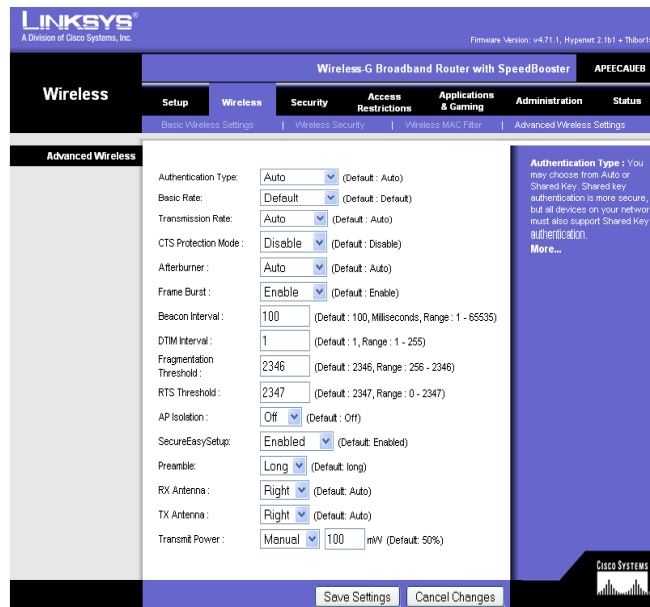 LINKSYS®
A Division of Cisco Systems, Inc.
Firmware Version: v4.71.1, Hyperwrt 2.1b1 + Thibor1
Wireless-G Broadband Router with SpeedBooster APEECAUEB
Wireless
Setup Wireless Security Access Restrictions Applications & Gaming Administration Status
Basic Wireless Settings | Wireless Security | Wireless MAC Filter | Advanced Wireless Settings
Advanced Wireless
Authentication Type: Auto (Default : Auto)
Basic Rate: Default (Default : Default)
Transmission Rate: Auto (Default : Auto)
CTS Protection Mode : Disable (Default : Disable)
Afterburner : Auto (Default : Auto)
Frame Burst : Enable (Default : Enable)
Beacon Interval : 100 (Default : 100, Milliseconds, Range : 1 - 65535)
DTIM Interval : 1 (Default : 1, Range : 1 - 255)
Fragmentation Threshold : 2346 (Default : 2346, Range : 256 - 2346)
RTS Threshold : 2347 (Default : 2347, Range : 0 - 2347)
AP Isolation : Off (Default : Off)
SecureEasySetup: Enabled (Default: Enabled)
Preamble: Long (Default: long)
RX Antenna : Right (Default: Auto)
TX Antenna : Right (Default: Auto)
Transmit Power : Manual 100 mW (Default: 50%)
Authentication Type : You
may choose from Auto or
Shared Key. Shared key
authentication is more secure,
but all devices on your networ
must also support Shared Key
authentication.
More...
CISCO SYSTEMS
Save Settings Cancel Changes